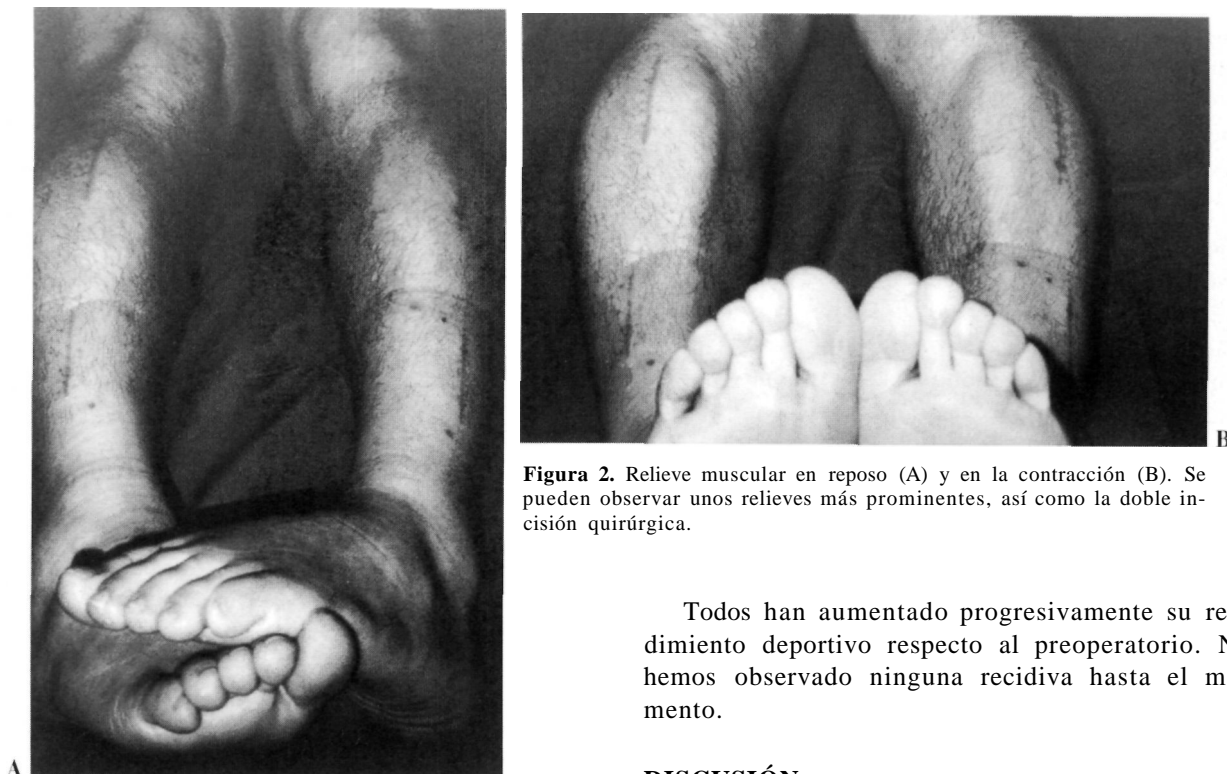 A
B
Figura 2. Relieve muscular en reposo (A) y en la contracción (B). Se
pueden observar unos relieves más prominentes, así como la doble in-
cisión quirúrgica.
Todos han aumentado progresivamente su re
dimiento deportivo respecto al preoperatorio. N
hemos observado ninguna recidiva hasta el m
mento.
DISCUSIÓN